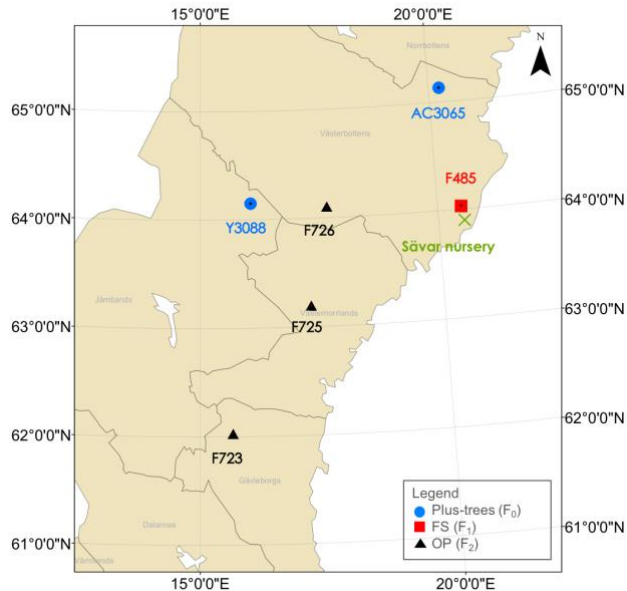 15°0'0"E
20°0'0"E
N
Norrbottens
65°0'0"N
65°0'0"N
AC3065
Västerbottens
F485
64°0'0"N
64°0'0"N
Y3088
F726
Sävar nursery
Jämtlands
Västernorrlands
63°0'0"N
63°0'0"N
F725
62°0'0"N
62°0'0"N
F723
Gävleborgs
Legend
Plus-trees (F0)
FS (F1)
OP (F2)
Dalarnas
61°0'0"N
61°0'0"N
Värmlands
15°0'0"E
20°0'0"E